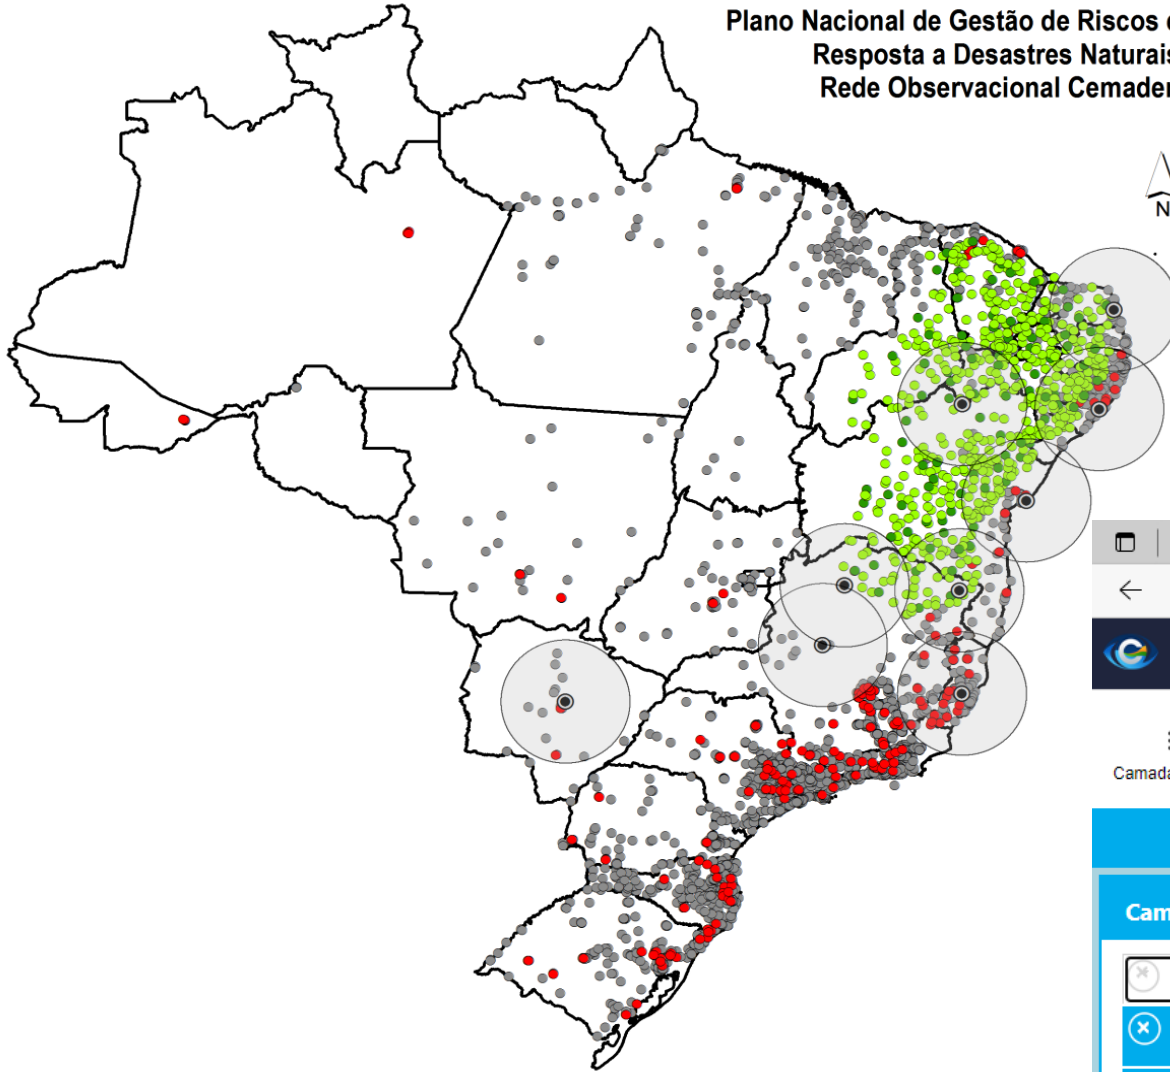 Plano Nacional de Gestão de Riscos
Resposta a Desastres Naturais
Rede Observacional Cemaden
N
Camada
Cam